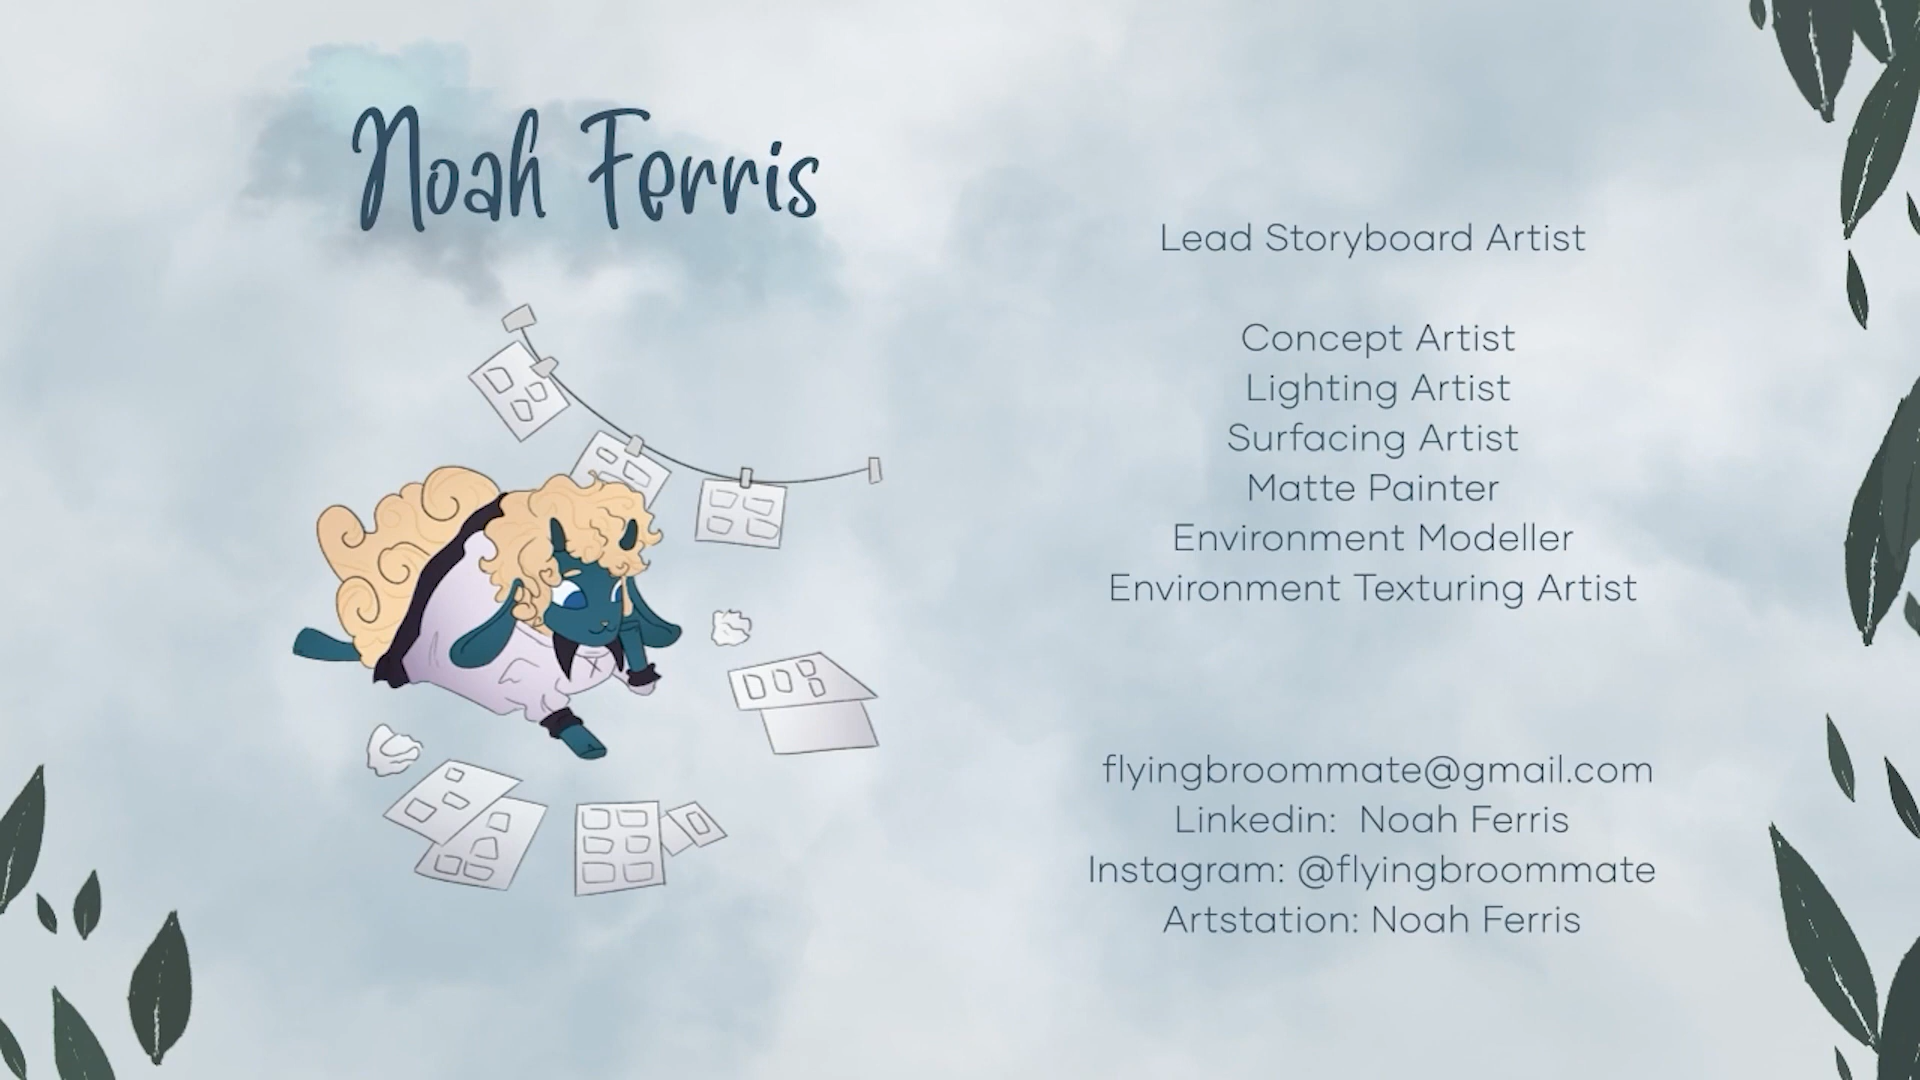 Noah Ferris
Lead Storyboard Artist
Concept Artist
Lighting Artist
Surfacing Artist
Matte Painter
Environment Modeller
Environment Texturing Artist
flyingbroommate@gmail.com
Linkedin: Noah Ferris
Instagram: @flyingbroommate
Artstation: Noah Ferris